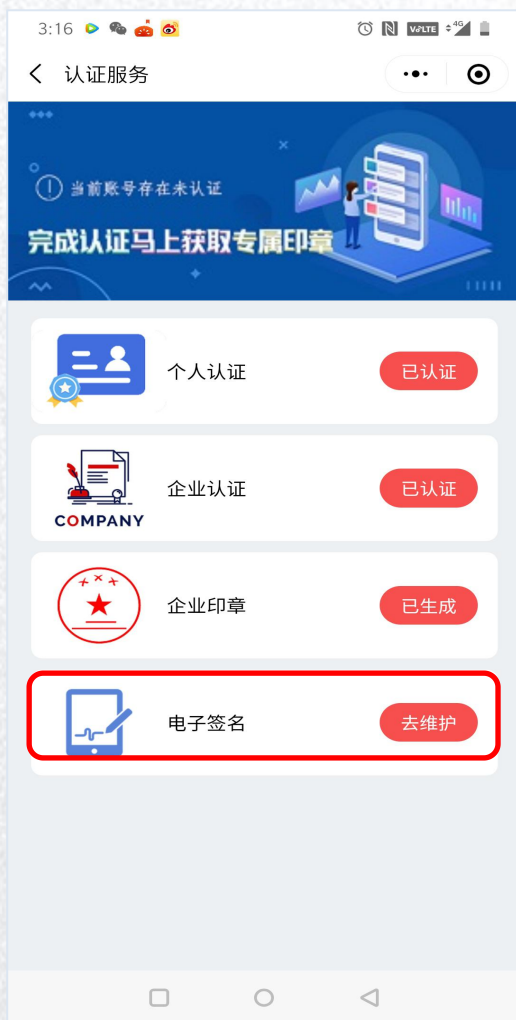 3:16
VoLTE 4G
认证服务
当前账号存在未认证
完成认证马上获取专属印章
个人认证
已认证
COMPANY
企业认证
已认证
企业印章
已生成
电子签名
去维护